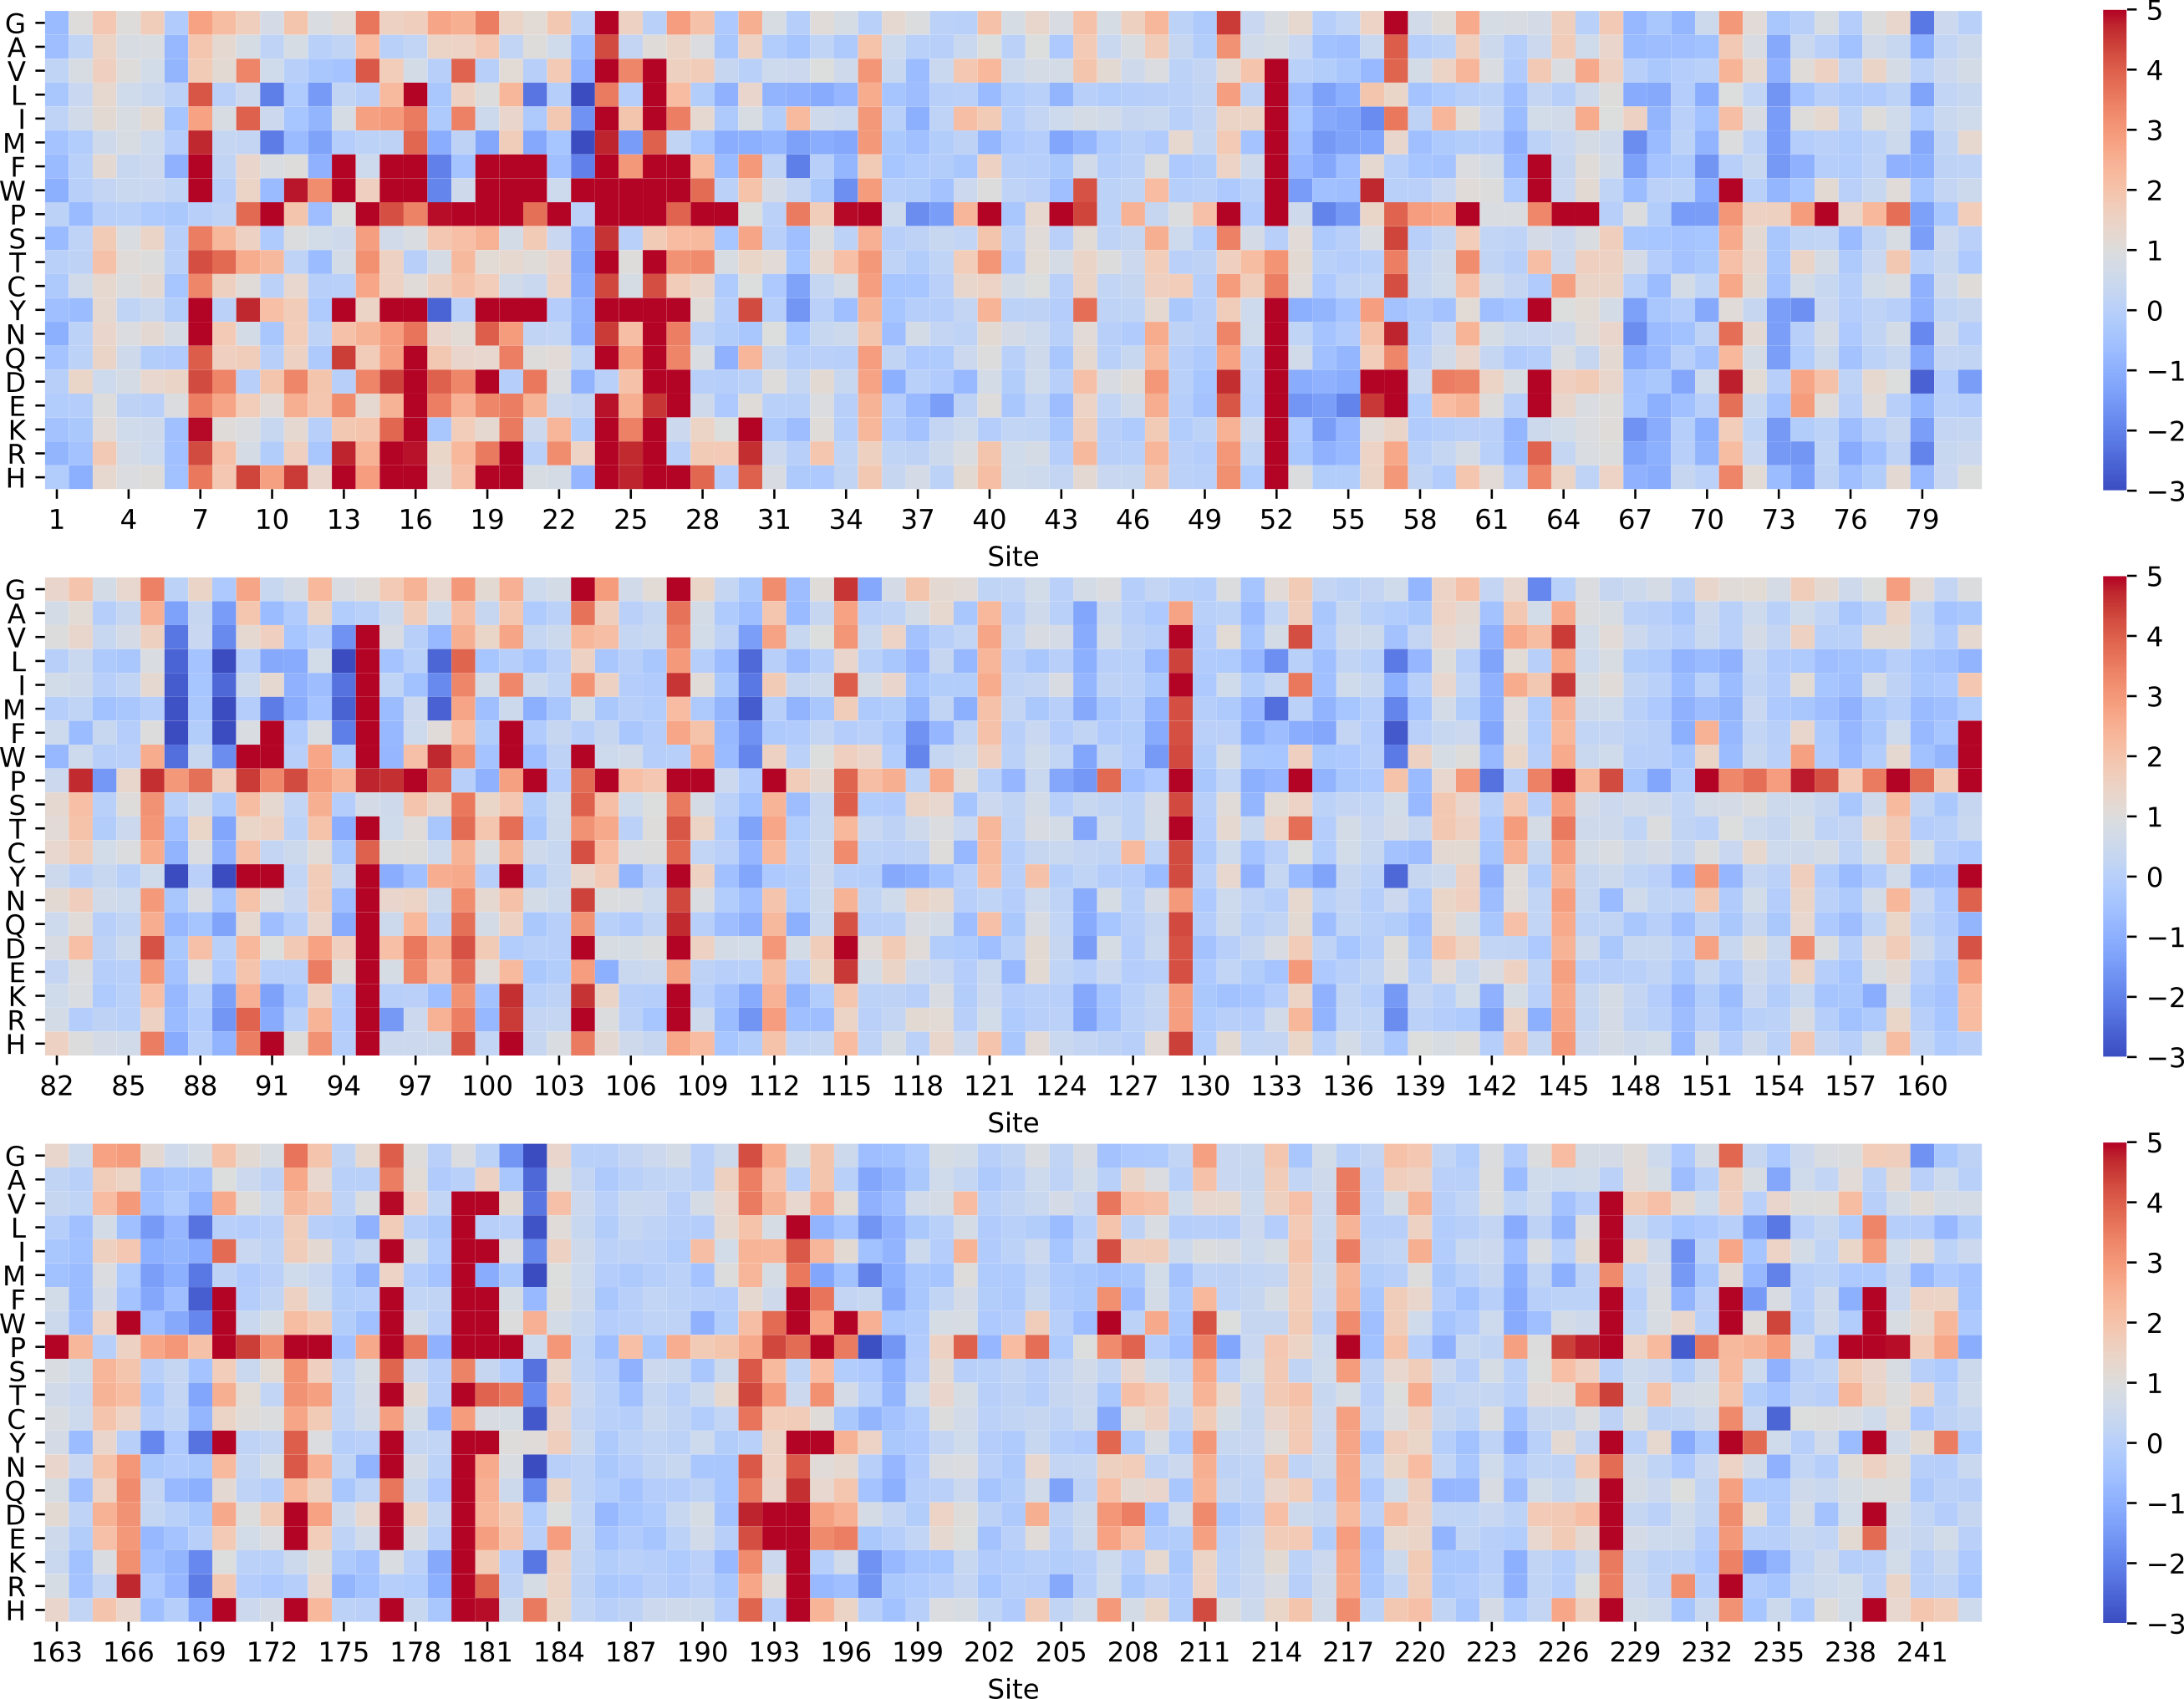 G
A
V
L
I
M
F
W
P
S
T
C
Y
N
Q
D
E
K
R
H
1 4 7 10 13 16 19 22 25 28 31 34 37 40 43 46 49 52 55 58 61 64 67 70 73 76 79
Site
5
4
3
2
1
0
−1
−2
−3
G
A
V
L
I
M
F
W
P
S
T
C
Y
N
Q
D
E
K
R
H
82 85 88 91 94 97 100 103 106 109 112 115 118 121 124 127 130 133 136 139 142 145 148 151 154 157 160
Site
5
4
3
2
1
0
−1
−2
−3
G
A
V
L
I
M
F
W
P
S
T
C
Y
N
Q
D
E
K
R
H
163 166 169 172 175 178 181 184 187 190 193 196 199 202 205 208 211 214 217 220 223 226 229 232 235 238 241
Site
5
4
3
2
1
0
−1
−2
−3